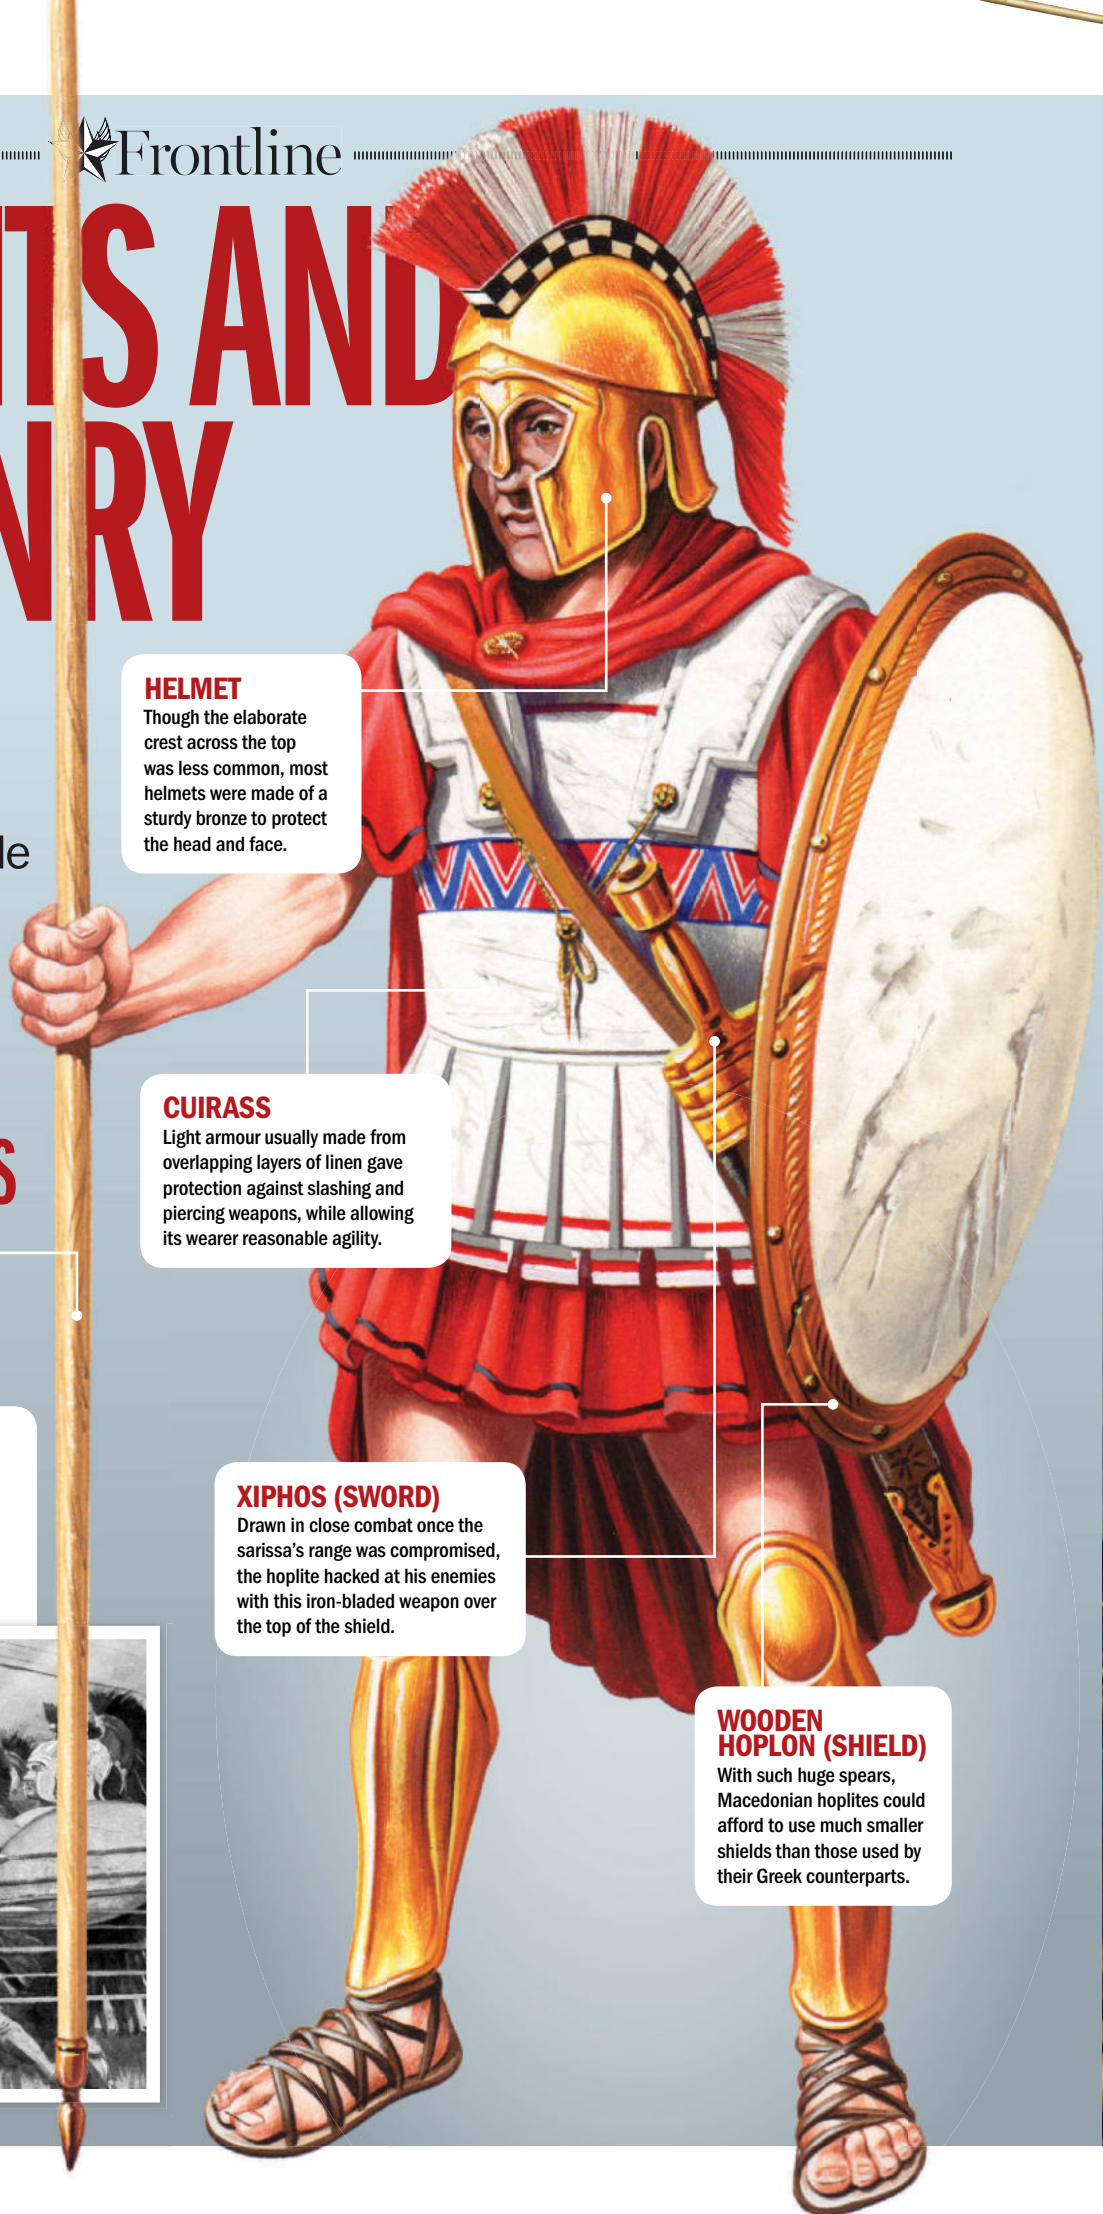 Frontline
TS AND
NRY
HELMET
Though the elaborate
crest across the top
was less common, most
helmets were made of a
sturdy bronze to protect
the head and face.
le
CUIRASS
Light armour usually made from
overlapping layers of linen gave
protection against slashing and
piercing weapons, while allowing
its wearer reasonable agility.
S
XIPHOS (SWORD)
Drawn in close combat once the
sarissa's range was compromised,
the hoplite hacked at his enemies
with this iron-bladed weapon over
the top of the shield.
WOODEN
HOPLON (SHIELD)
With such huge spears,
Macedonian hoplites could
afford to use much smaller
shields than those used by
their Greek counterparts.